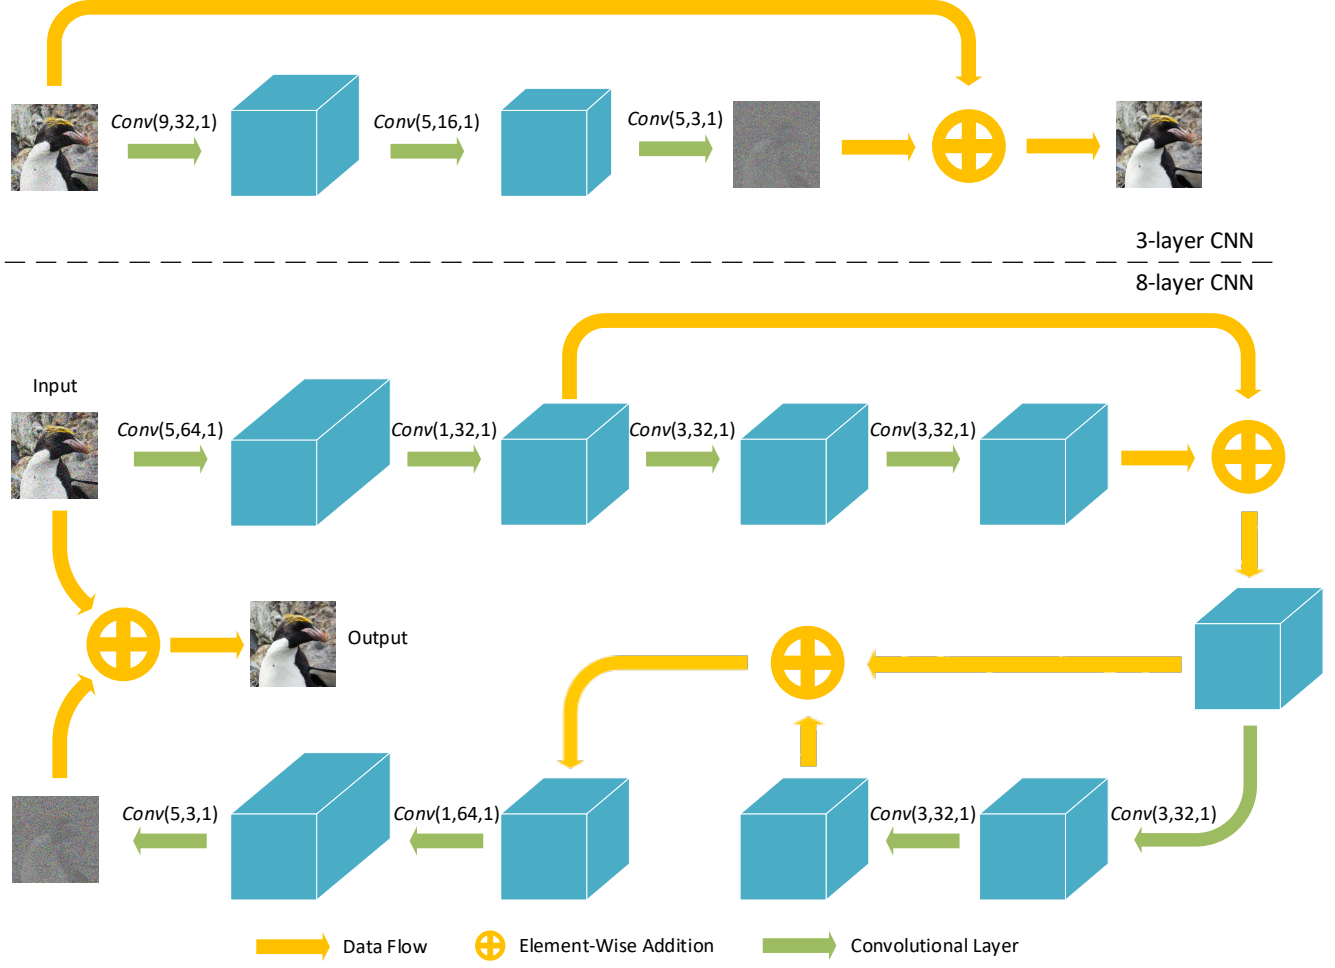 Conv(9,32,1)
Conv(5,16,1)
Conv(5,3,1)
3-layer CNN
8-layer CNN
Input
Conv(5,64,1)
Conv(1,32,1)
Conv(3,32,1)
Conv(3,32,1)
Output
Conv(5,3,1)
Conv(1,64,1)
Conv(3,32,1)
Conv(3,32,1)
Data Flow
Element-Wise Addition
Convolutional Layer